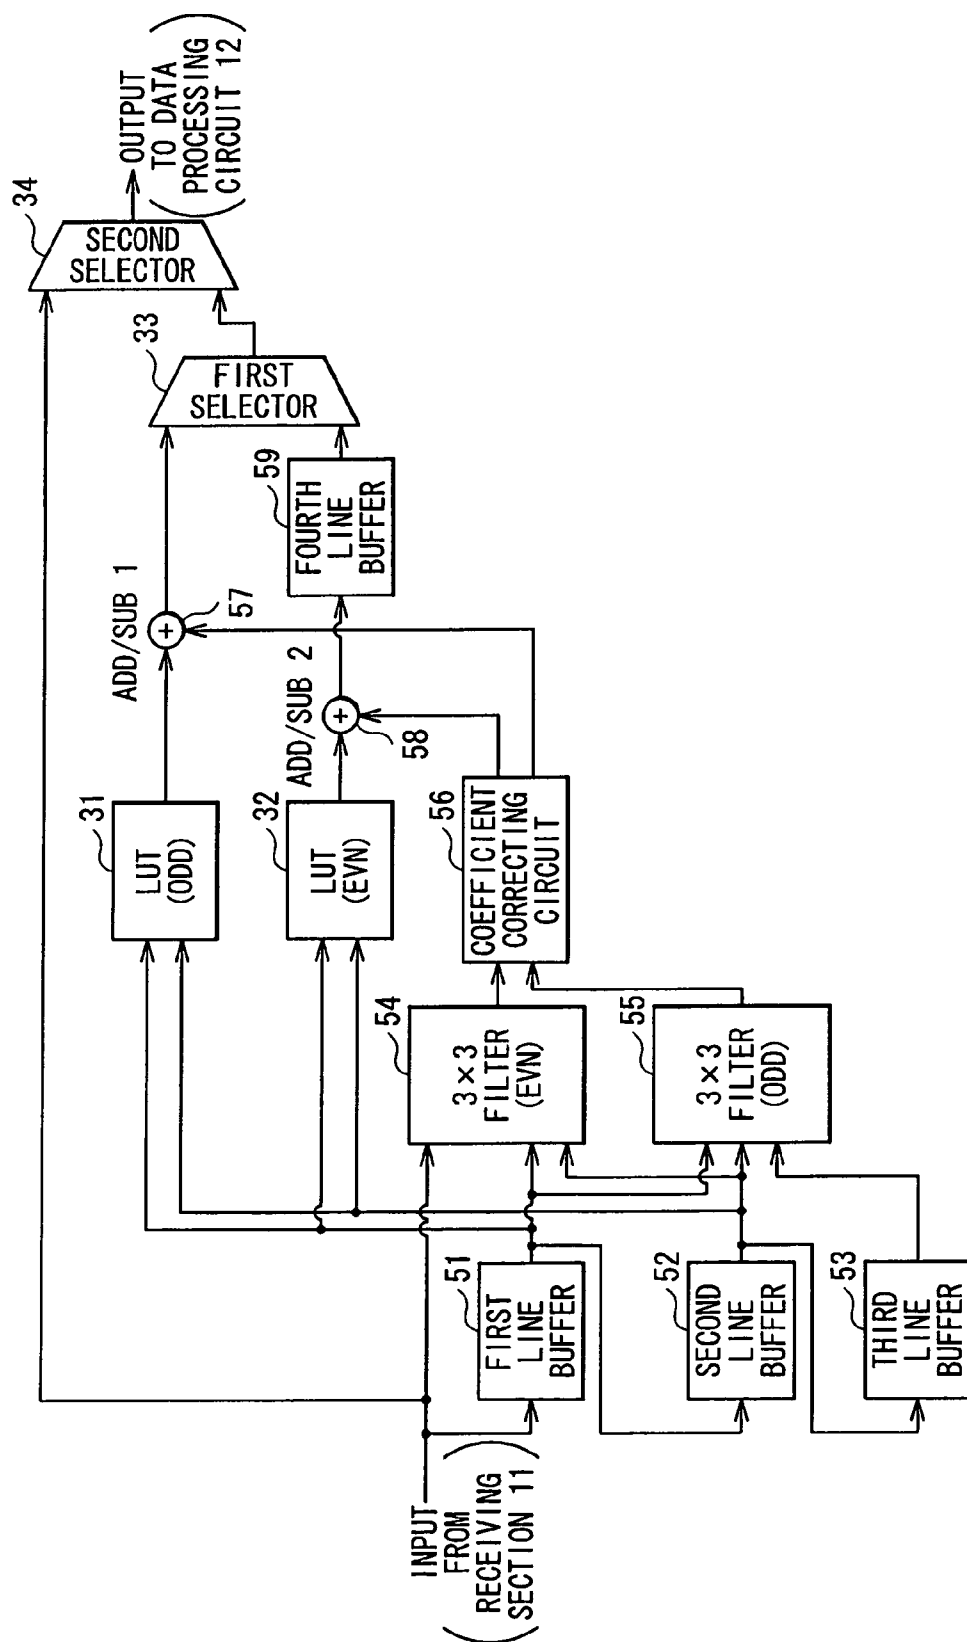 34
SECOND
SELECTOR
OUTPUT
TO DATA
PROCESSING
CIRCUIT 12
33
FIRST
SELECTOR
ADD/SUB 1
+
57
59
FOURTH
LINE
BUFFER
ADD/SUB 2
+
58
31
LUT
(ODD)
32
LUT
(EVN)
56
COEFFICIENT
CORRECTING
CIRCUIT
54
3×3
FILTER
(EVN)
55
3×3
FILTER
(ODD)
51
FIRST
LINE
BUFFER
52
SECOND
LINE
BUFFER
53
THIRD
LINE
BUFFER
INPUT
FROM
RECEIVING
SECTION 11